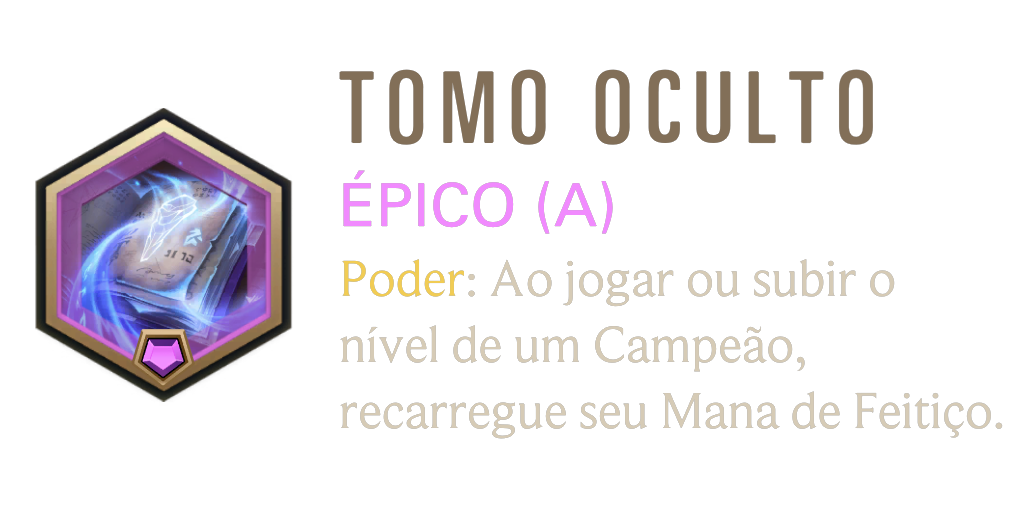 TOMO OCULTO
ÉPICO (A)
Poder: Ao jogar ou subir o
nível de um Campeão,
recarregue seu Mana de Feitiço.